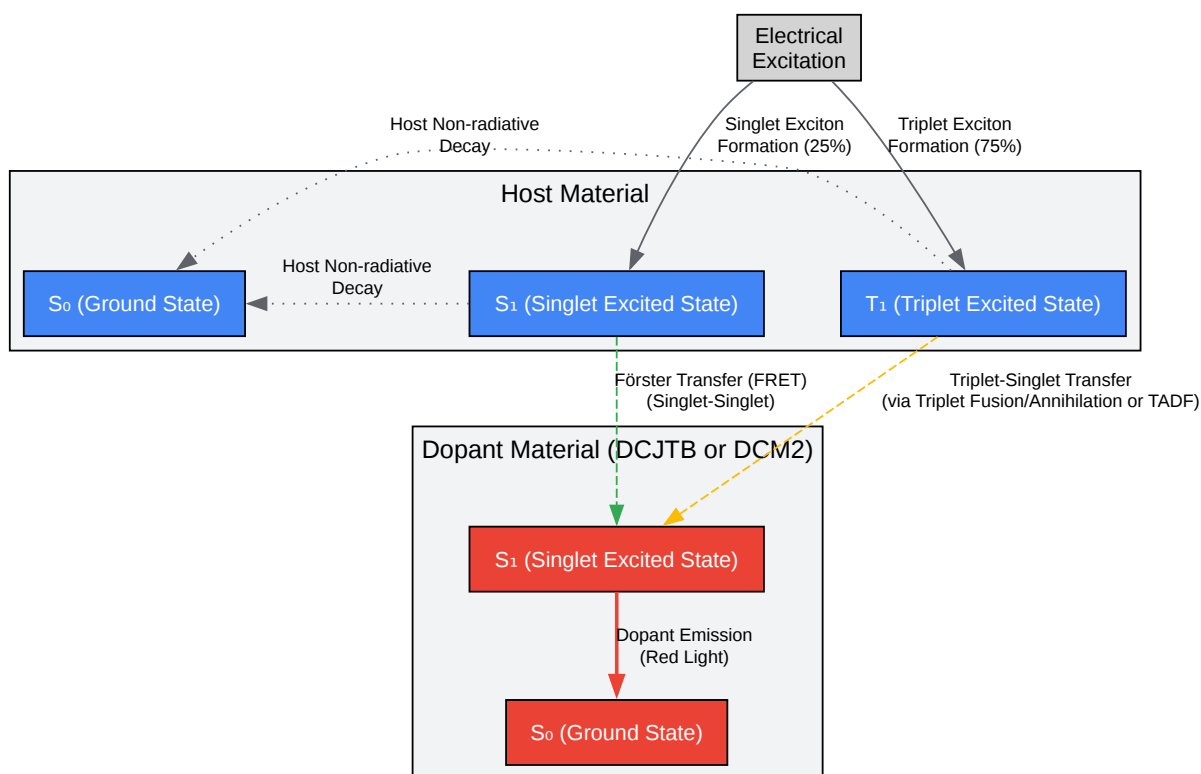 Electrical
Excitation
Host Non-radiative
Decay
Singlet Exciton
Formation (25%)
Triplet Exciton
Formation (75%)
Host Material
S₀ (Ground State)
Host Non-radiative
Decay
S₁ (Singlet Excited State)
T₁ (Triplet Excited State)
Förster Transfer (FRET)
(Singlet-Singlet)
Triplet-Singlet Transfer
(via Triplet Fusion/Annihilation or TADF)
Dopant Material (DCJTB or DCM2)
S₁ (Singlet Excited State)
Dopant Emission
(Red Light)
S₀ (Ground State)